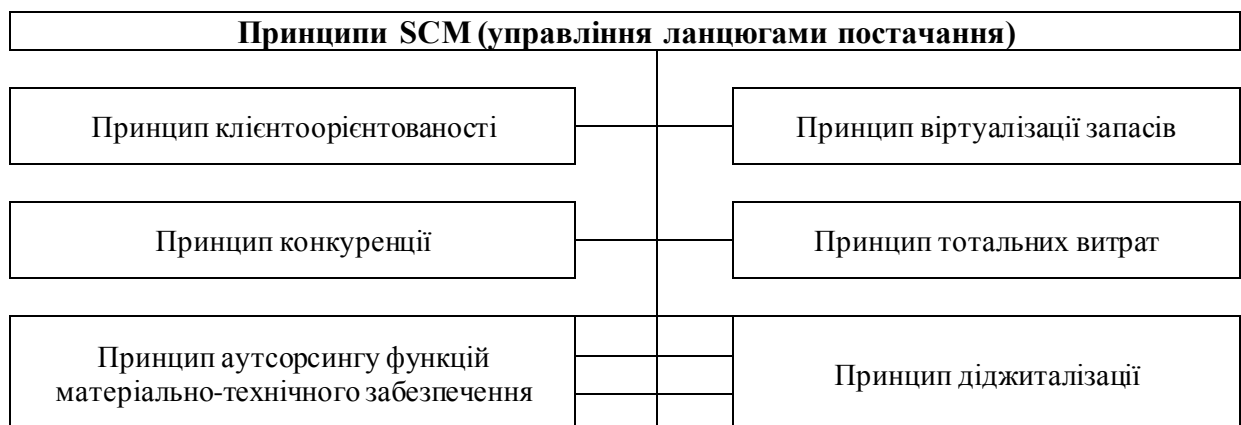 Принципи SCM (управління ланцюгами постачання)
Принцип клієнтоорієнтованості
Принцип віртуалізації запасів
Принцип конкуренції
Принцип тотальних витрат
Принцип аутсорсингу функцій
матеріально-технічного забезпечення
Принцип діджиталізації